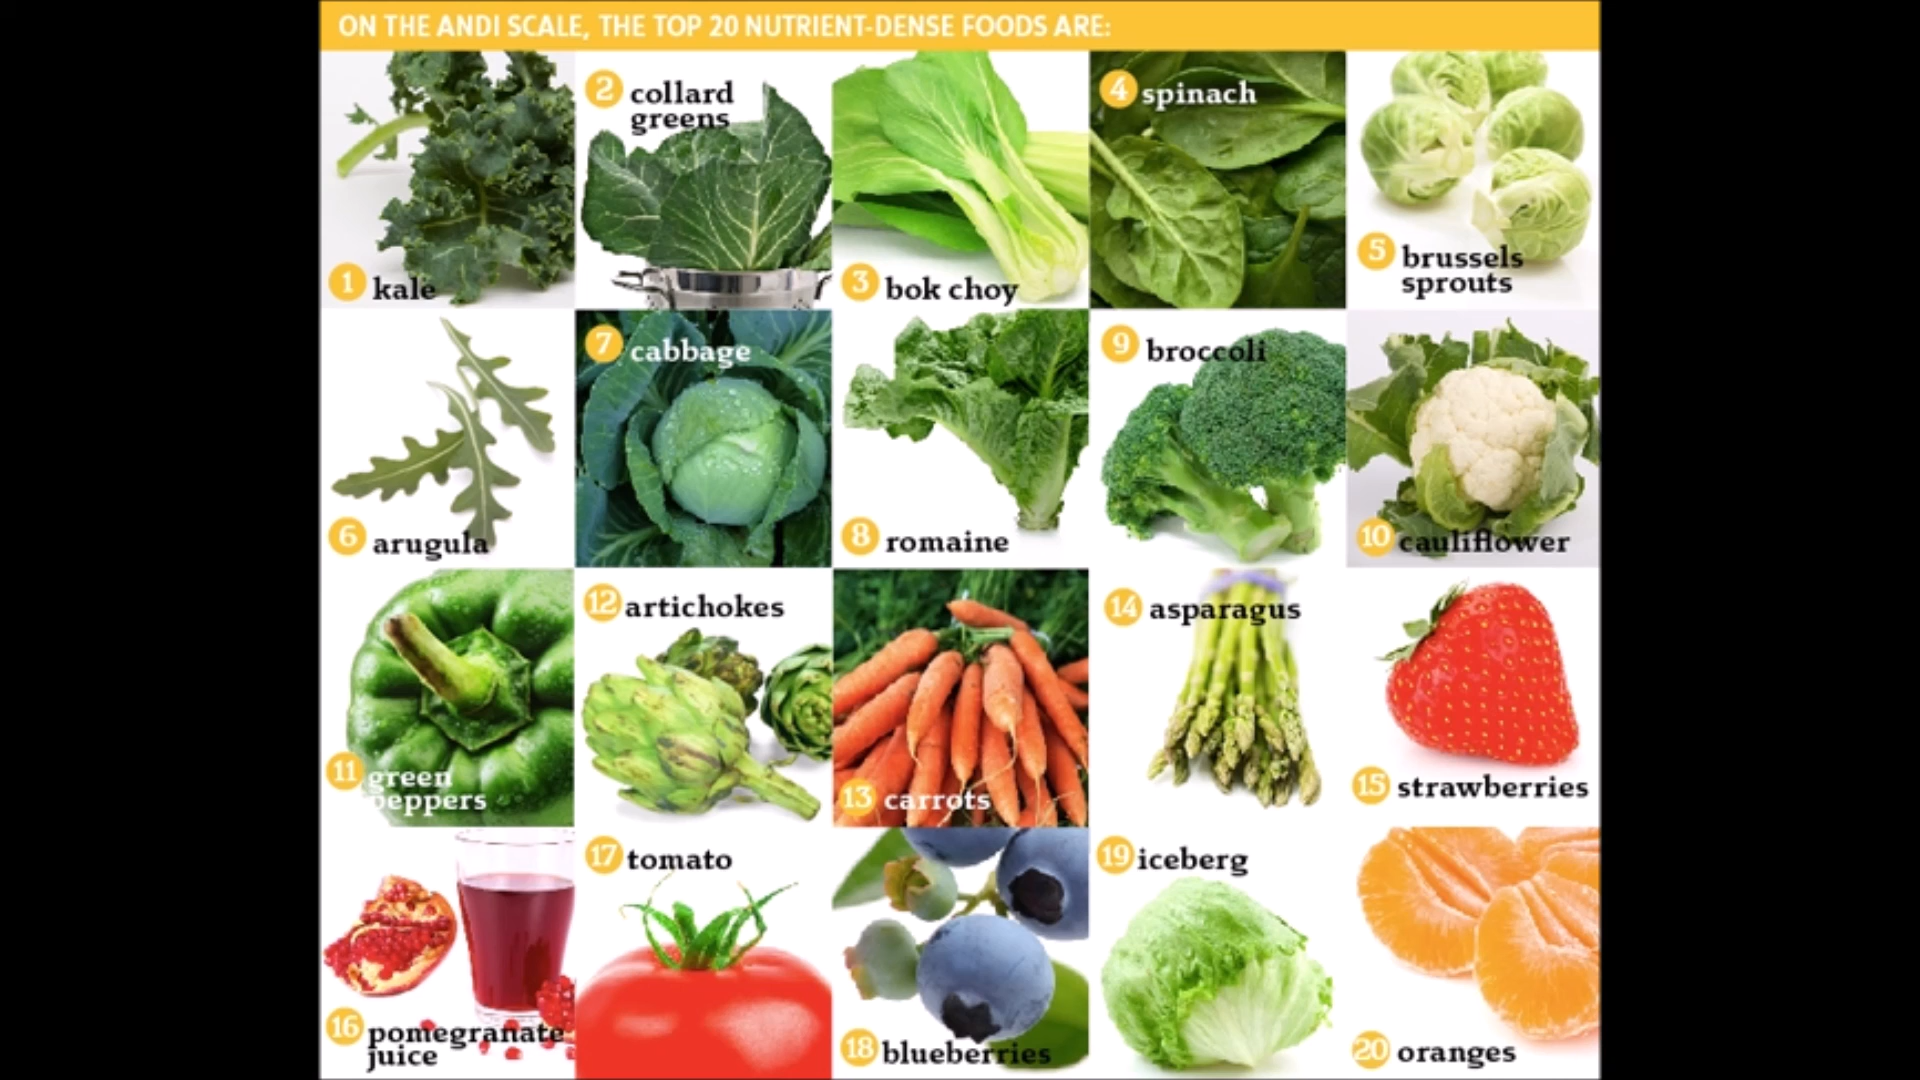 ON THE ANDI SCALE, THE TOP 20 NUTRIENT-DENSE FOODS ARE:
1 kale
2 collard
greens
3 bok choy
4 spinach
5 brussels
sprouts
6 arugula
7 cabbage
8 romaine
9 broccoli
10 cauliflower
11 green
peppers
12 artichokes
13 carrots
14 asparagus
15 strawberries
16 pomegranate
juice
17 tomato
18 blueberries
19 iceberg
20 oranges